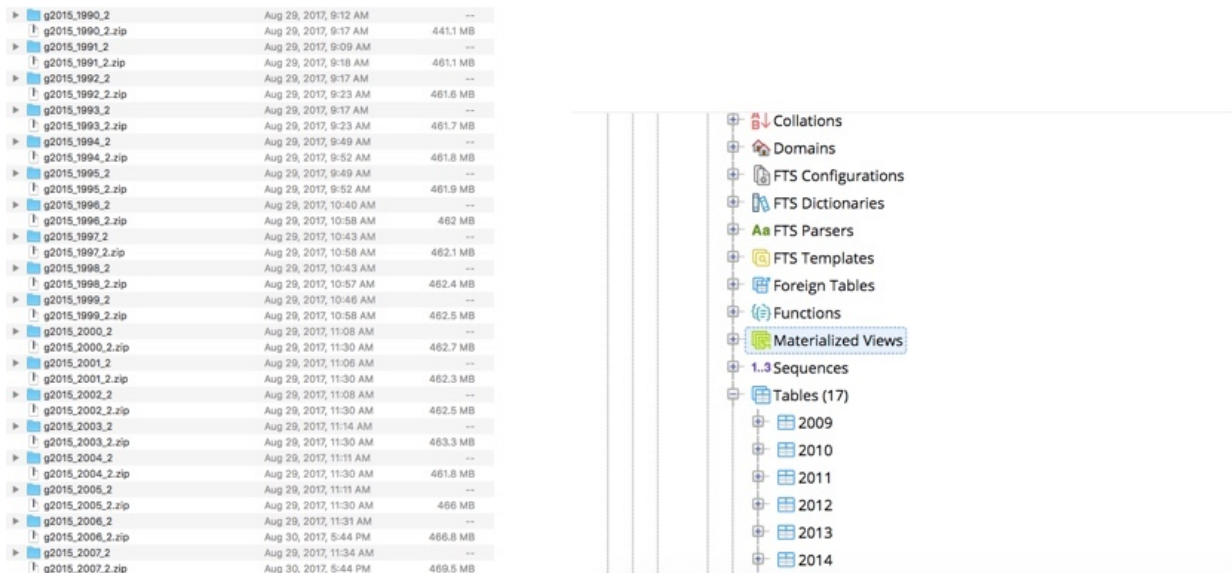 g2015_1990_2 Aug 29, 2017, 9:12 AM --
g2015_1990_2.zip Aug 29, 2017, 9:17 AM 441.1 MB
g2015_1991_2 Aug 29, 2017, 9:09 AM --
g2015_1991_2.zip Aug 29, 2017, 9:18 AM 461.1 MB
g2015_1992_2 Aug 29, 2017, 9:17 AM --
g2015_1992_2.zip Aug 29, 2017, 9:23 AM 461.6 MB
g2015_1993_2 Aug 29, 2017, 9:17 AM --
g2015_1993_2.zip Aug 29, 2017, 9:23 AM 461.7 MB
g2015_1994_2 Aug 29, 2017, 9:49 AM --
g2015_1994_2.zip Aug 29, 2017, 9:52 AM 461.8 MB
g2015_1995_2 Aug 29, 2017, 9:49 AM --
g2015_1995_2.zip Aug 29, 2017, 9:52 AM 461.9 MB
g2015_1996_2 Aug 29, 2017, 10:40 AM --
g2015_1996_2.zip Aug 29, 2017, 10:58 AM 462 MB
g2015_1997_2 Aug 29, 2017, 10:43 AM --
g2015_1997_2.zip Aug 29, 2017, 10:58 AM 462.1 MB
g2015_1998_2 Aug 29, 2017, 10:43 AM --
g2015_1998_2.zip Aug 29, 2017, 10:57 AM 462.4 MB
g2015_1999_2 Aug 29, 2017, 10:46 AM --
g2015_1999_2.zip Aug 29, 2017, 10:58 AM 462.5 MB
g2015_2000_2 Aug 29, 2017, 11:08 AM --
g2015_2000_2.zip Aug 29, 2017, 11:30 AM 462.7 MB
g2015_2001_2 Aug 29, 2017, 11:06 AM --
g2015_2001_2.zip Aug 29, 2017, 11:30 AM 462.3 MB
g2015_2002_2 Aug 29, 2017, 11:08 AM --
g2015_2002_2.zip Aug 29, 2017, 11:30 AM 462.5 MB
g2015_2003_2 Aug 29, 2017, 11:14 AM --
g2015_2003_2.zip Aug 29, 2017, 11:30 AM 463.3 MB
g2015_2004_2 Aug 29, 2017, 11:11 AM --
g2015_2004_2.zip Aug 29, 2017, 11:30 AM 461.8 MB
g2015_2005_2 Aug 29, 2017, 11:11 AM --
g2015_2005_2.zip Aug 29, 2017, 11:30 AM 466 MB
g2015_2006_2 Aug 29, 2017, 11:31 AM --
g2015_2006_2.zip Aug 30, 2017, 5:44 PM 466.8 MB
g2015_2007_2 Aug 29, 2017, 11:34 AM --
g2015_2007_2.zip Aug 30, 2017, 5:44 PM 469.5 MB
Collations
Domains
FTS Configurations
FTS Dictionaries
Aa FTS Parsers
FTS Templates
Foreign Tables
Functions
Materialized Views
1..3 Sequences
Tables (17)
2009
2010
2011
2012
2013
2014